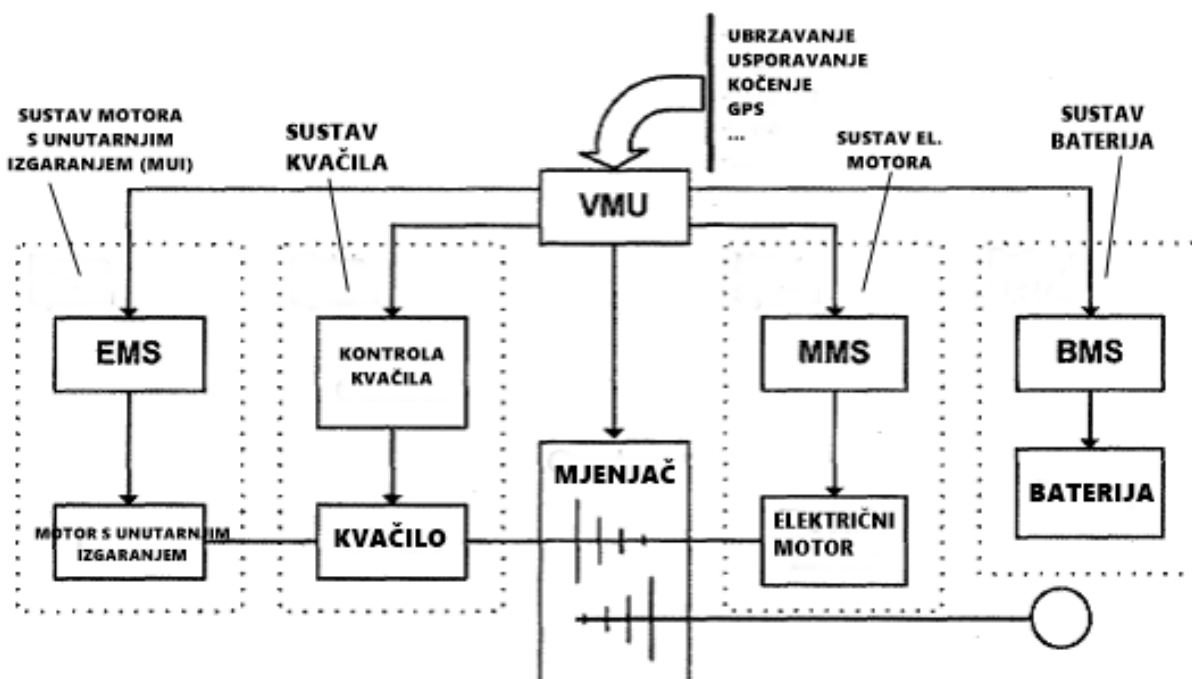 UBRZAVANJE
USPORAVANJE
KOČENJE
GPS
...
SUSTAV MOTORA
S UNUTARNJIM
IZGARANJEM (MUI)
SUSTAV
KVAČILA
SUSTAV EL.
MOTORA
SUSTAV
BATERIJA
VMU
EMS
KONTROLA
KVAČILA
MMS
BMS
MJENJAČ
BATERIJA
MOTOR S UNUTARNJIM
IZGARANJEM
KVAČILO
ELEKTRIČNI
MOTOR